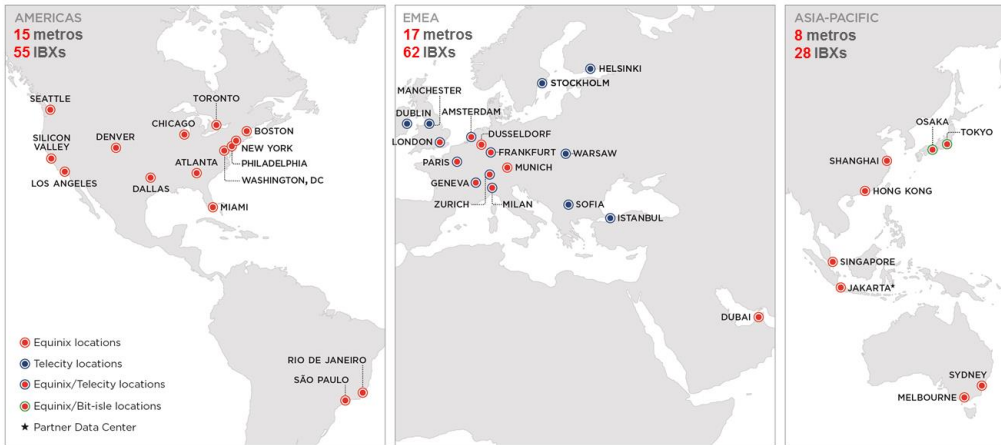 AMERICAS
15 metros
55 IBXs
SEATTLE
TORONTO
CHICAGO
BOSTON
SILICON
VALLEY
DENVER
NEW YORK
ATLANTA
PHILADELPHIA
LOS ANGELES
DALLAS
WASHINGTON, DC
MIAMI
RIO DE JANEIRO
SÃO PAULO
Equinix locations
Telecity locations
Equinix/Telecity locations
Equinix/Bit-isle locations
★ Partner Data Center
EMEA
17 metros
62 IBXs
HELSINKI
STOCKHOLM
MANCHESTER
DUBLIN
AMSTERDAM
DUSSELDORF
LONDON
FRANKFURT
WARSAW
PARIS
MUNICH
GENEVA
ZURICH
MILAN
SOFIA
ISTANBUL
DUBAI
ASIA-PACIFIC
8 metros
28 IBXs
OSAKA
TOKYO
SHANGHAI
HONG KONG
SINGAPORE
JAKARTA★
SYDNEY
MELBOURNE